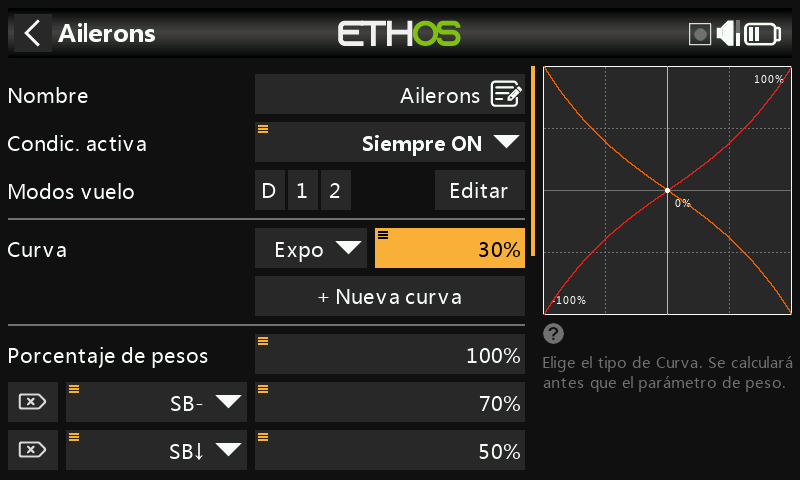 Ailerons
ETHOS
Nombre
Ailerons
Condic. activa
Siempre ON
Modos vuelo
D 1 2
Editar
Curva
Expo
30%
+ Nueva curva
Porcentaje de pesos
100%
SB-
70%
SB↓
50%
100%
0%
-100%
?
Elige el tipo de Curva. Se calculará
antes que el parámetro de peso.